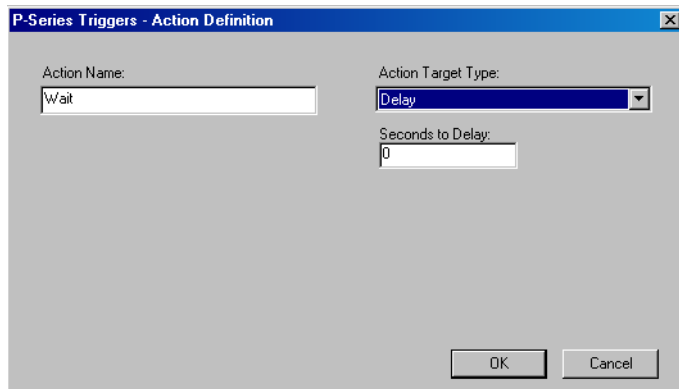 P-Series Triggers - Action Definition
Action Name:
Wait
Action Target Type:
Delay
Seconds to Delay:
0
OK
Cancel